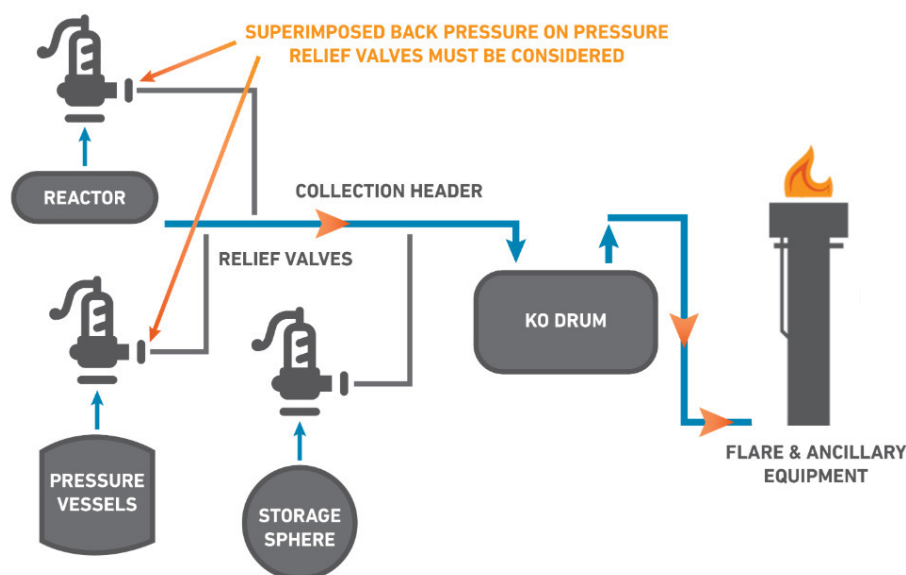 SUPERIMPOSED BACK PRESSURE ON PRESSURE
RELIEF VALVES MUST BE CONSIDERED
REACTOR
COLLECTION HEADER
RELIEF VALVES
KO DRUM
FLARE & ANCILLARY
EQUIPMENT
PRESSURE
VESSELS
STORAGE
SPHERE